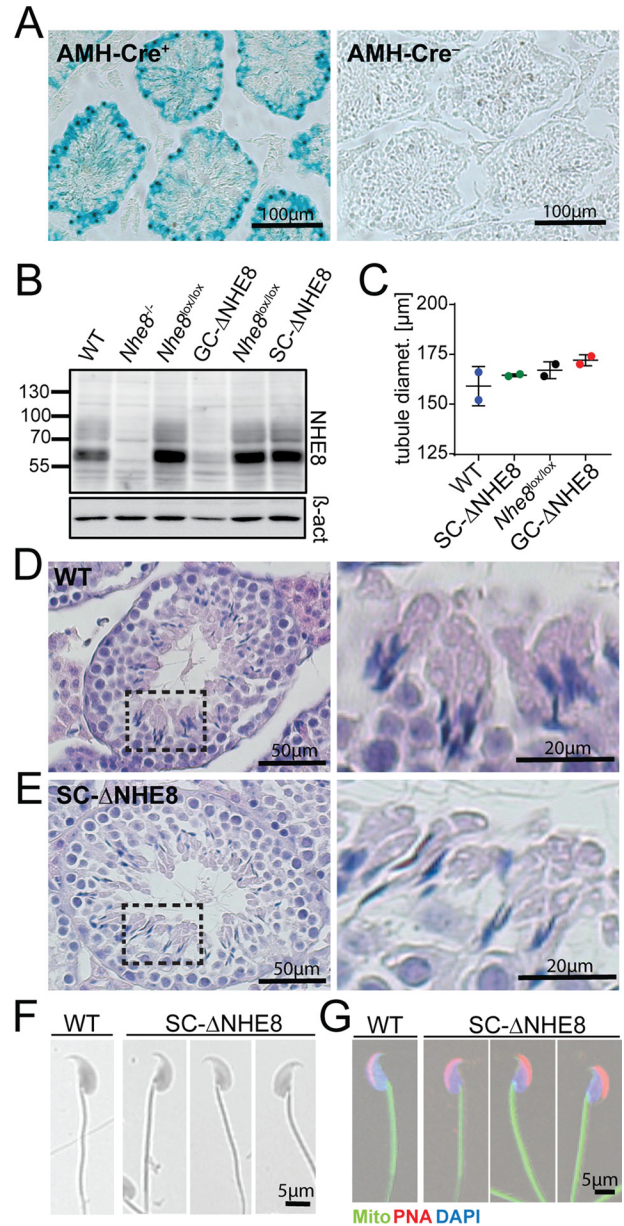 A
AMH-Cre⁺
AMH-Cre⁻
100µm
100µm
B
WT
Nhe8⁻/⁻
Nhe8lox/lox
GC-ΔNHE8
Nhe8lox/lox
SC-ΔNHE8
130
100
70
55
NHE8
ß-act
C
tubule diamet. [µm]
200
175
150
125
WT
SC-ΔNHE8
Nhe8lox/lox
GC-ΔNHE8
D
WT
50µm
20µm
E
SC-ΔNHE8
50µm
20µm
F
WT
SC-ΔNHE8
5µm
G
WT
SC-ΔNHE8
5µm
Mito PNA DAPI